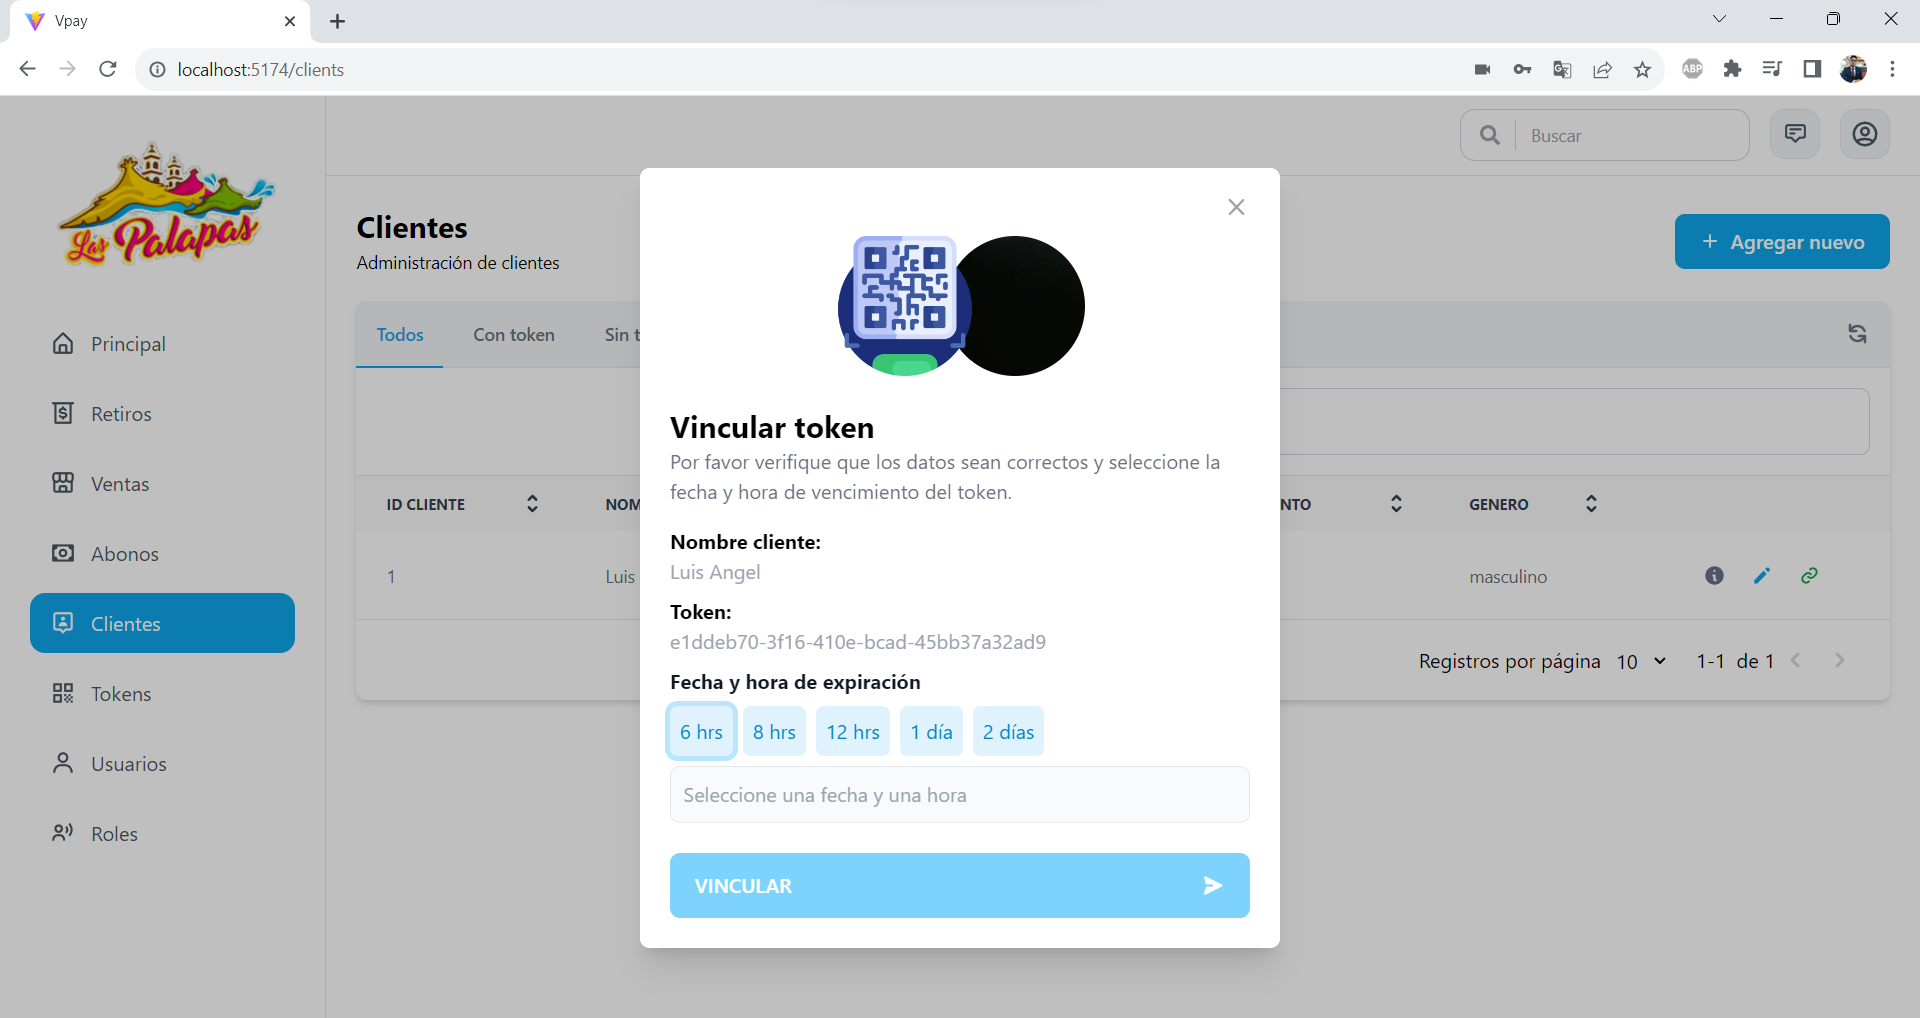 Vpay
localhost:5174/clients
ABP
Las Palapas
Buscar
Clientes
Administración de clientes
+ Agregar nuevo
Principal
Retiros
Ventas
Abonos
Clientes
Tokens
Usuarios
Roles
Todos
Con token
Sin t
ID CLIENTE
NOM
NTO
GENERO
1
Luis
masculino
Registros por página 10
1-1 de 1
Vincular token
Por favor verifique que los datos sean correctos y seleccione la
fecha y hora de vencimiento del token.
Nombre cliente:
Luis Angel
Token:
e1ddeb70-3f16-410e-bcad-45bb37a32ad9
Fecha y hora de expiración
6 hrs
8 hrs
12 hrs
1 día
2 días
Seleccione una fecha y una hora
VINCULAR